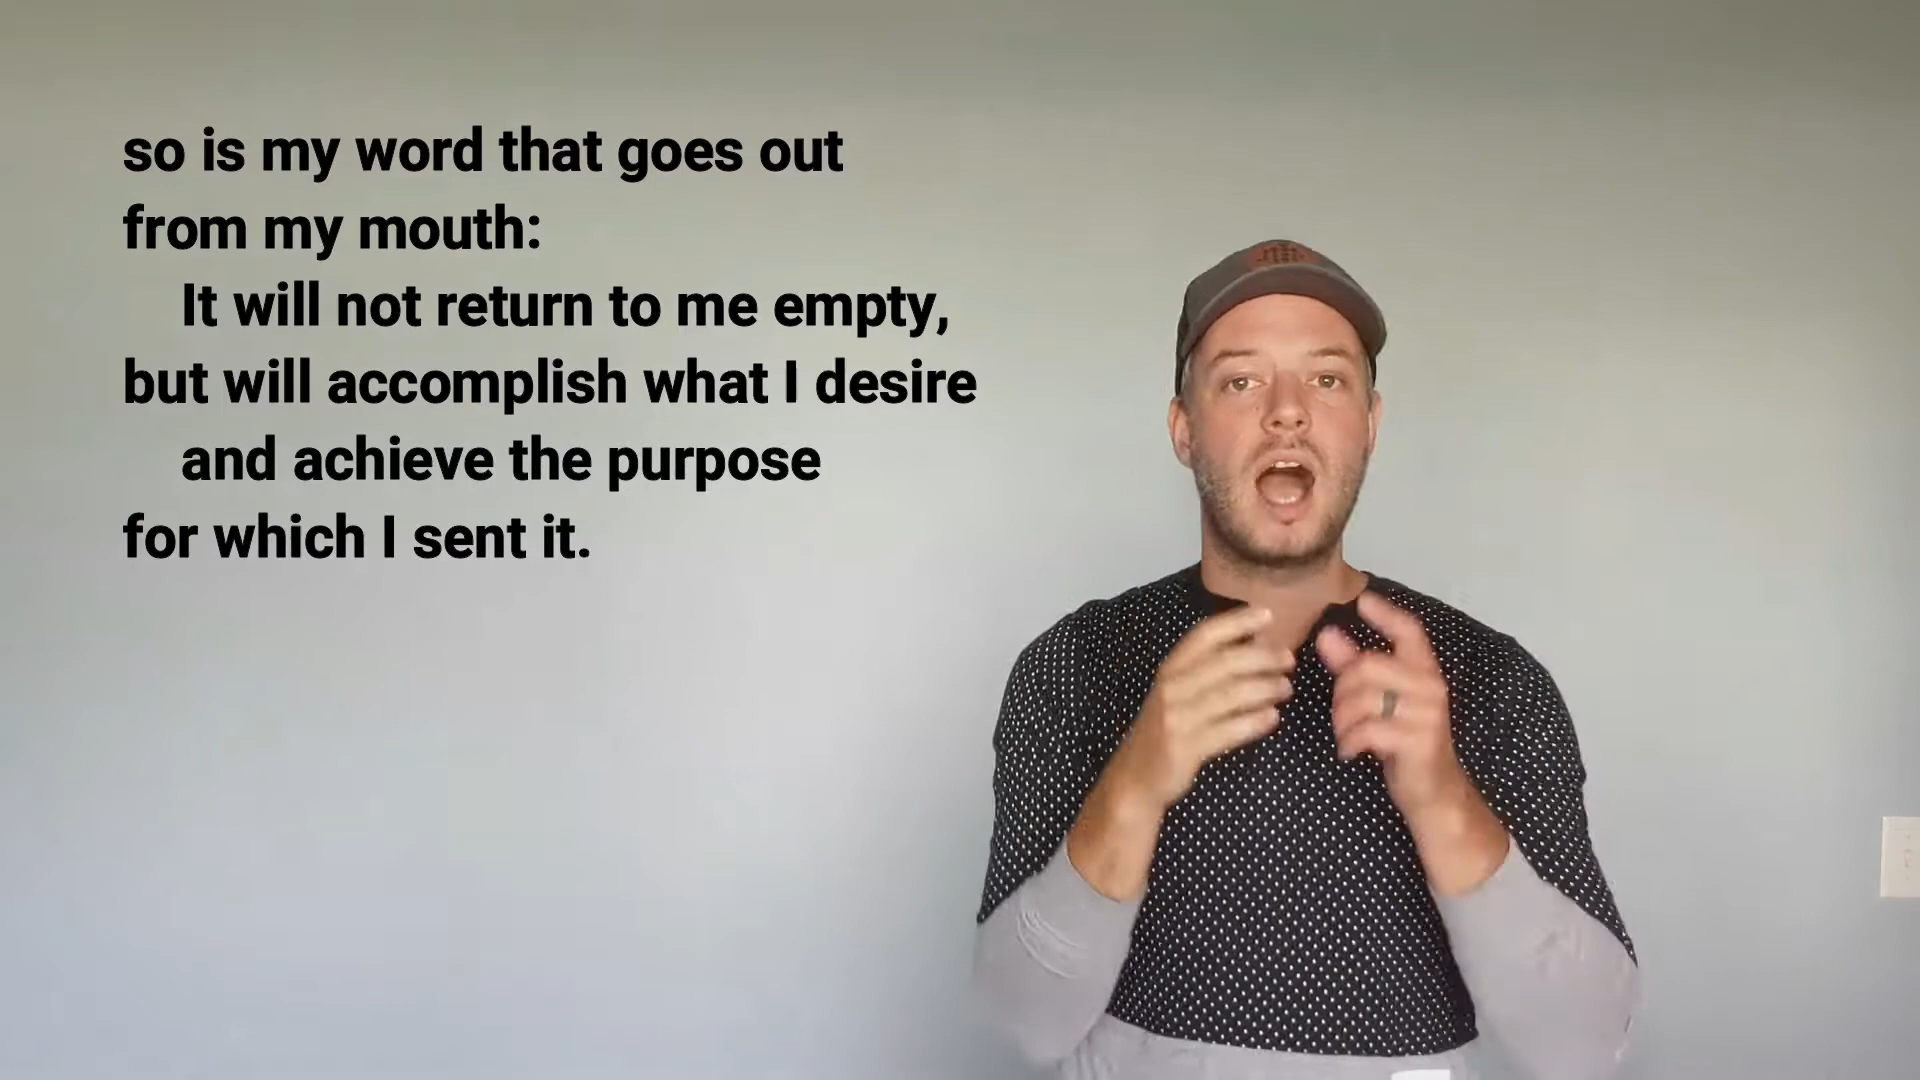 so is my word that goes out
from my mouth:
It will not return to me empty,
but will accomplish what I desire
and achieve the purpose
for which I sent it.